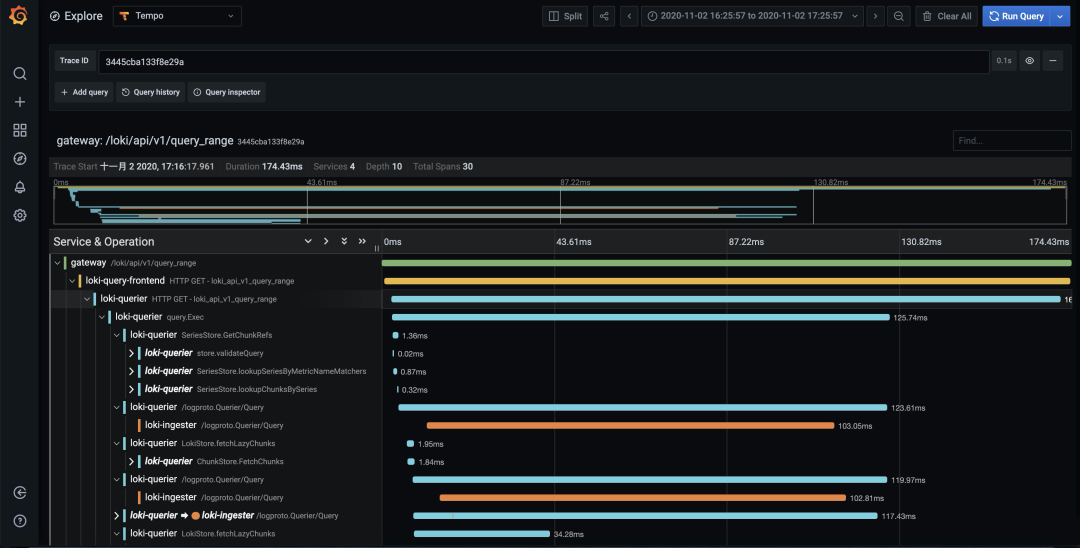 Explore Tempo Split 2020-11-02 16:25:57 to 2020-11-02 17:25:57 Clear All Run Query
Trace ID 3445cba133f8e29a 0.1s
+ Add query Query history Query inspector
gateway: /loki/api/v1/query_range 3445cba133f8e29a Find...
Trace Start 十一月 2 2020, 17:16:17.961 Duration 174.43ms Services 4 Depth 10 Total Spans 30
0ms 43.61ms 87.22ms 130.82ms 174.43ms
Service & Operation 0ms 43.61ms 87.22ms 130.82ms 174.43ms
gateway /loki/api/v1/query_range
loki-query-frontend HTTP GET - loki_api_v1_query_range
loki-querier HTTP GET - loki_api_v1_query_range 16
loki-querier query.Exec 125.74ms
loki-querier SeriesStore.GetChunkRefs 1.36ms
loki-querier store.validateQuery 0.02ms
loki-querier SeriesStore.lookupSeriesByMetricNameMatchers 0.87ms
loki-querier SeriesStore.lookupChunksBySeries 0.32ms
loki-querier /logproto.Querier/Query 123.61ms
loki-ingester /logproto.Querier/Query 103.05ms
loki-querier LokiStore.fetchLazyChunks 1.95ms
loki-querier ChunkStore.FetchChunks 1.84ms
loki-querier /logproto.Querier/Query 119.97ms
loki-ingester /logproto.Querier/Query 102.81ms
loki-querier ➡ loki-ingester /logproto.Querier/Query 117.43ms
loki-querier LokiStore.fetchLazyChunks 34.28ms